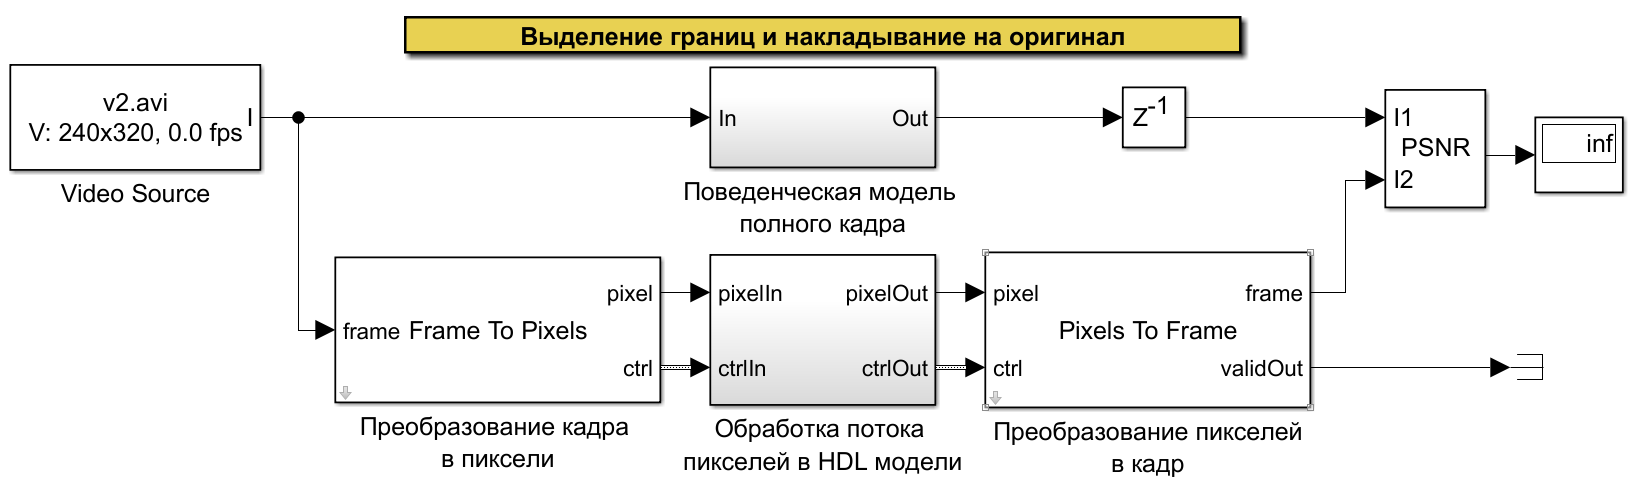 Выделение границ и накладывание на оригинал
v2.avi
V: 240x320, 0.0 fps
I
Video Source
In
Out
Поведенческая модель
полного кадра
Z-1
I1
PSNR
I2
inf
frame
Frame To Pixels
pixel
ctrl
Преобразование кадра
в пиксели
pixelIn
pixelOut
ctrlIn
ctrlOut
Обработка потока
пикселей в HDL модели
pixel
frame
Pixels To Frame
ctrl
validOut
Преобразование пикселей
в кадр